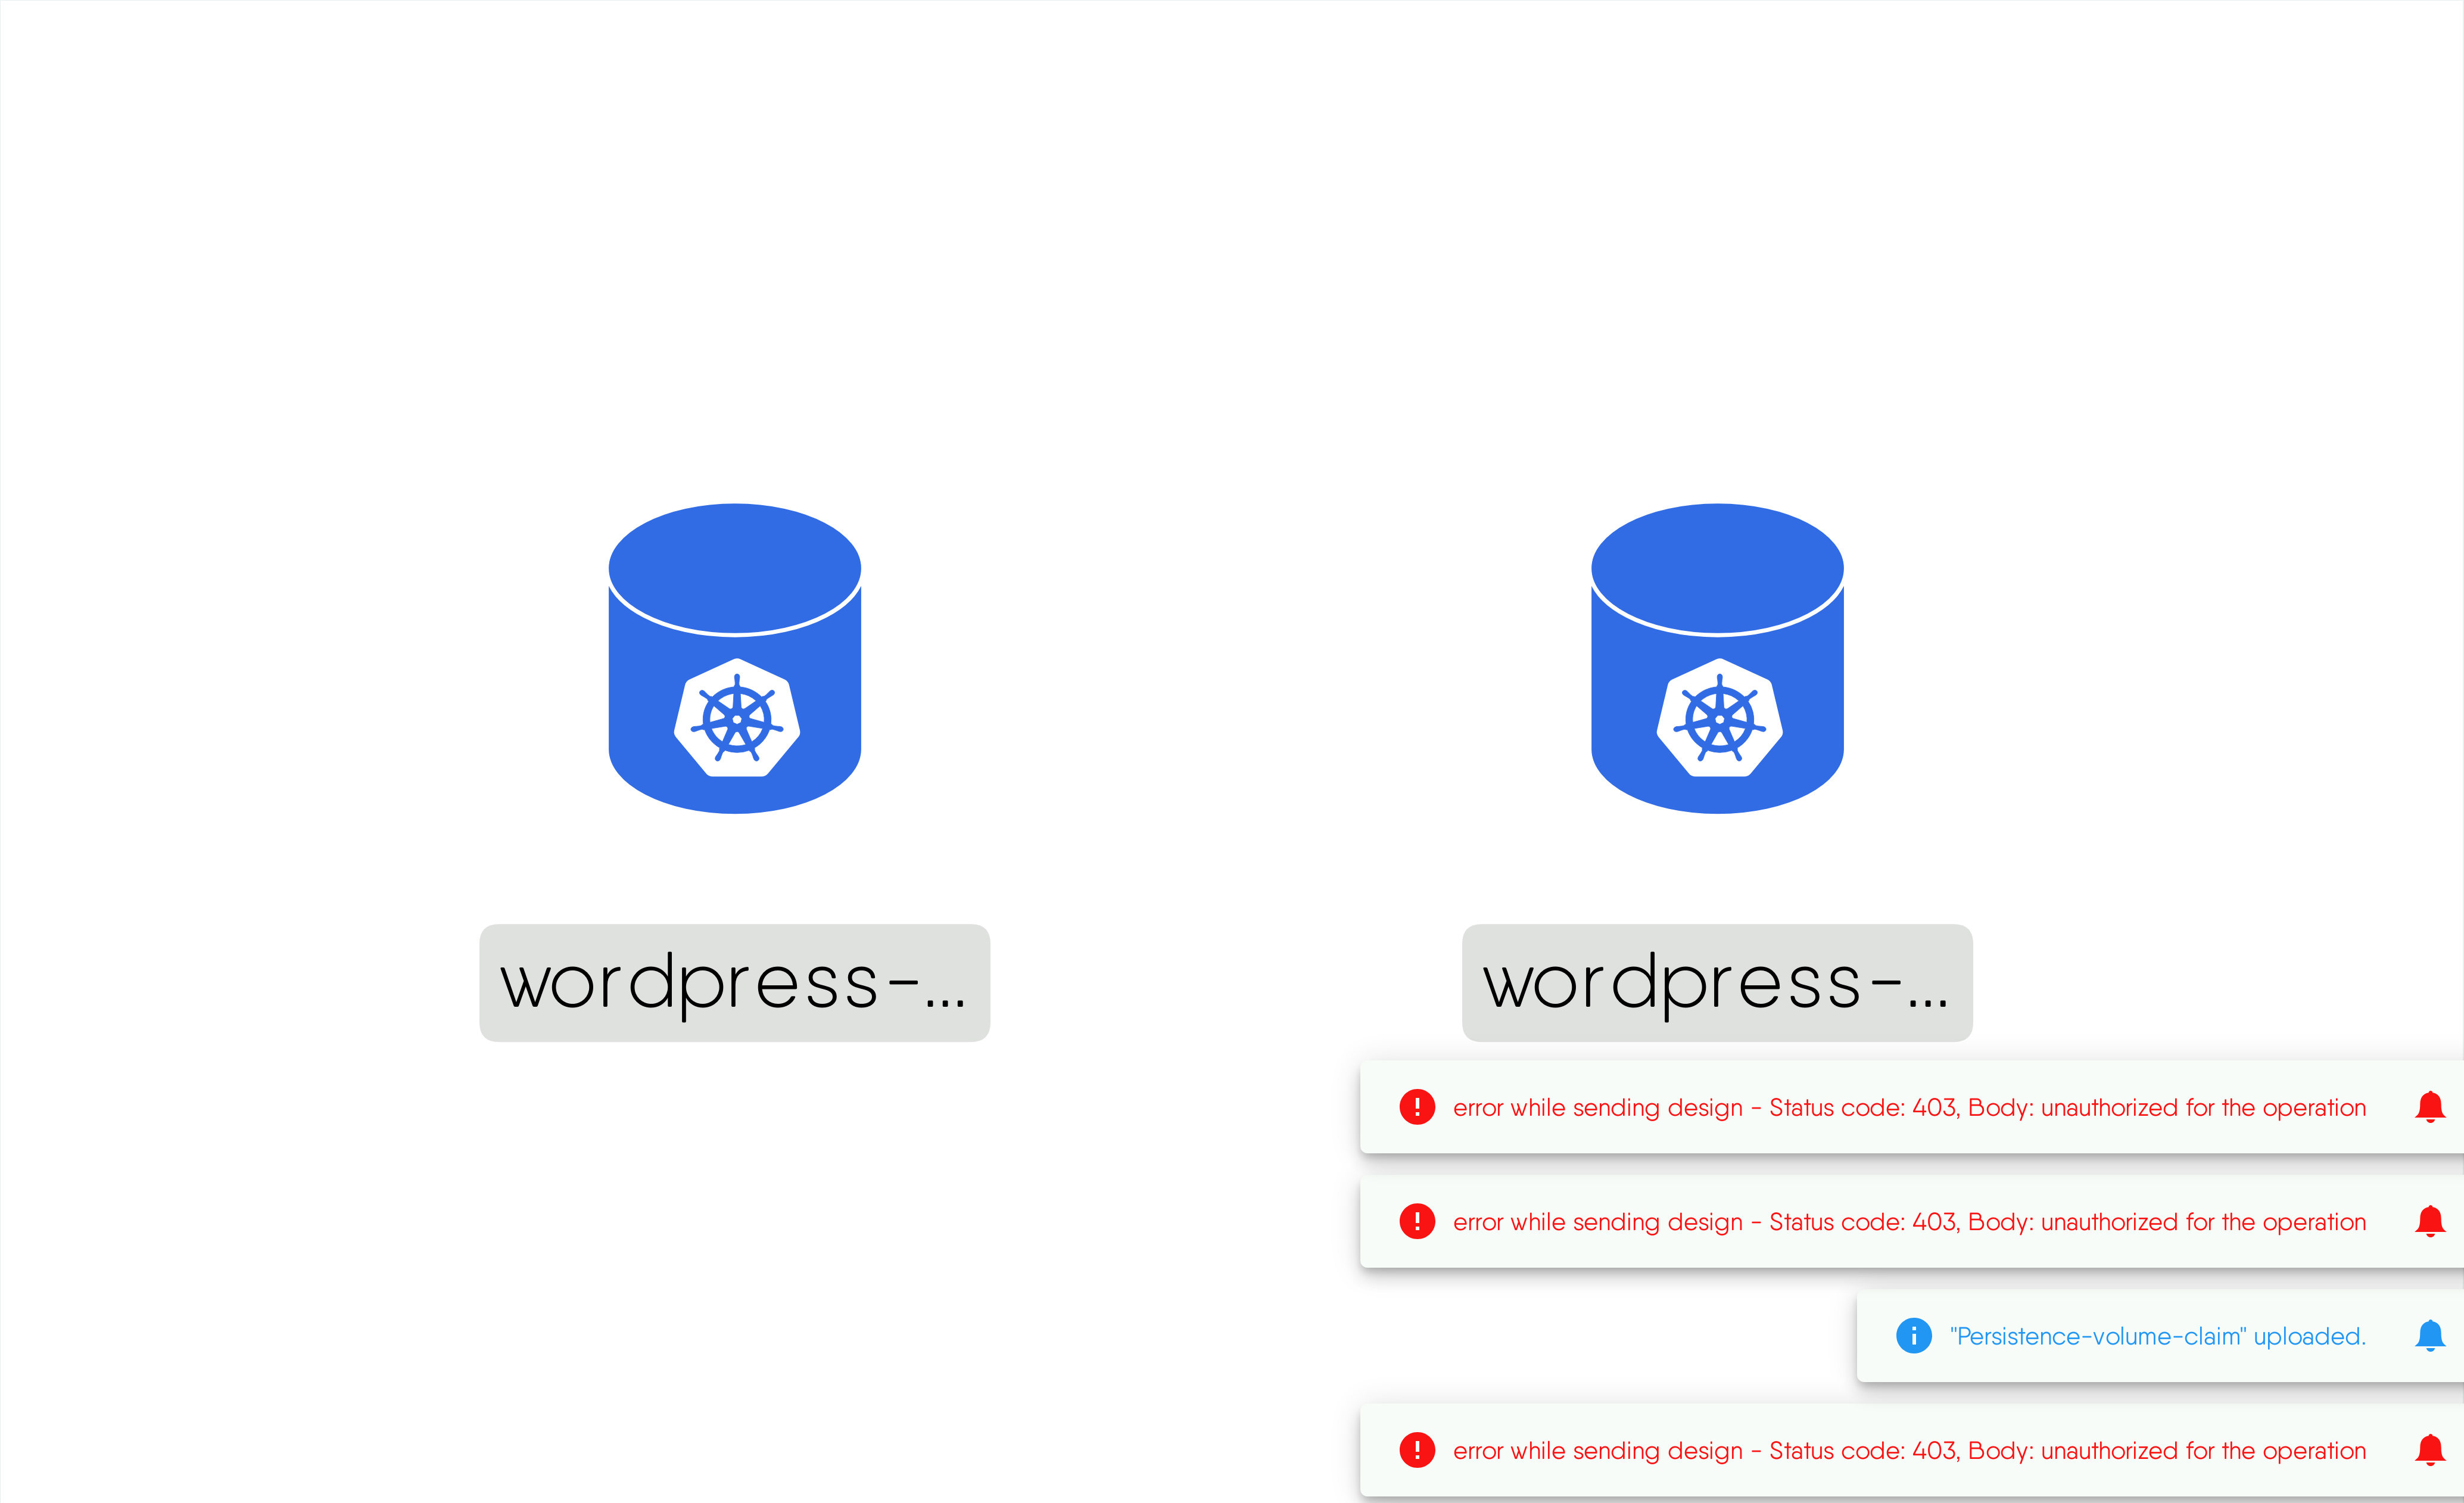 wordpress-...
wordpress-...
error while sending design - Status code: 403, Body: unauthorized for the operation
error while sending design - Status code: 403, Body: unauthorized for the operation
"Persistence-volume-claim" uploaded.
error while sending design - Status code: 403, Body: unauthorized for the operation